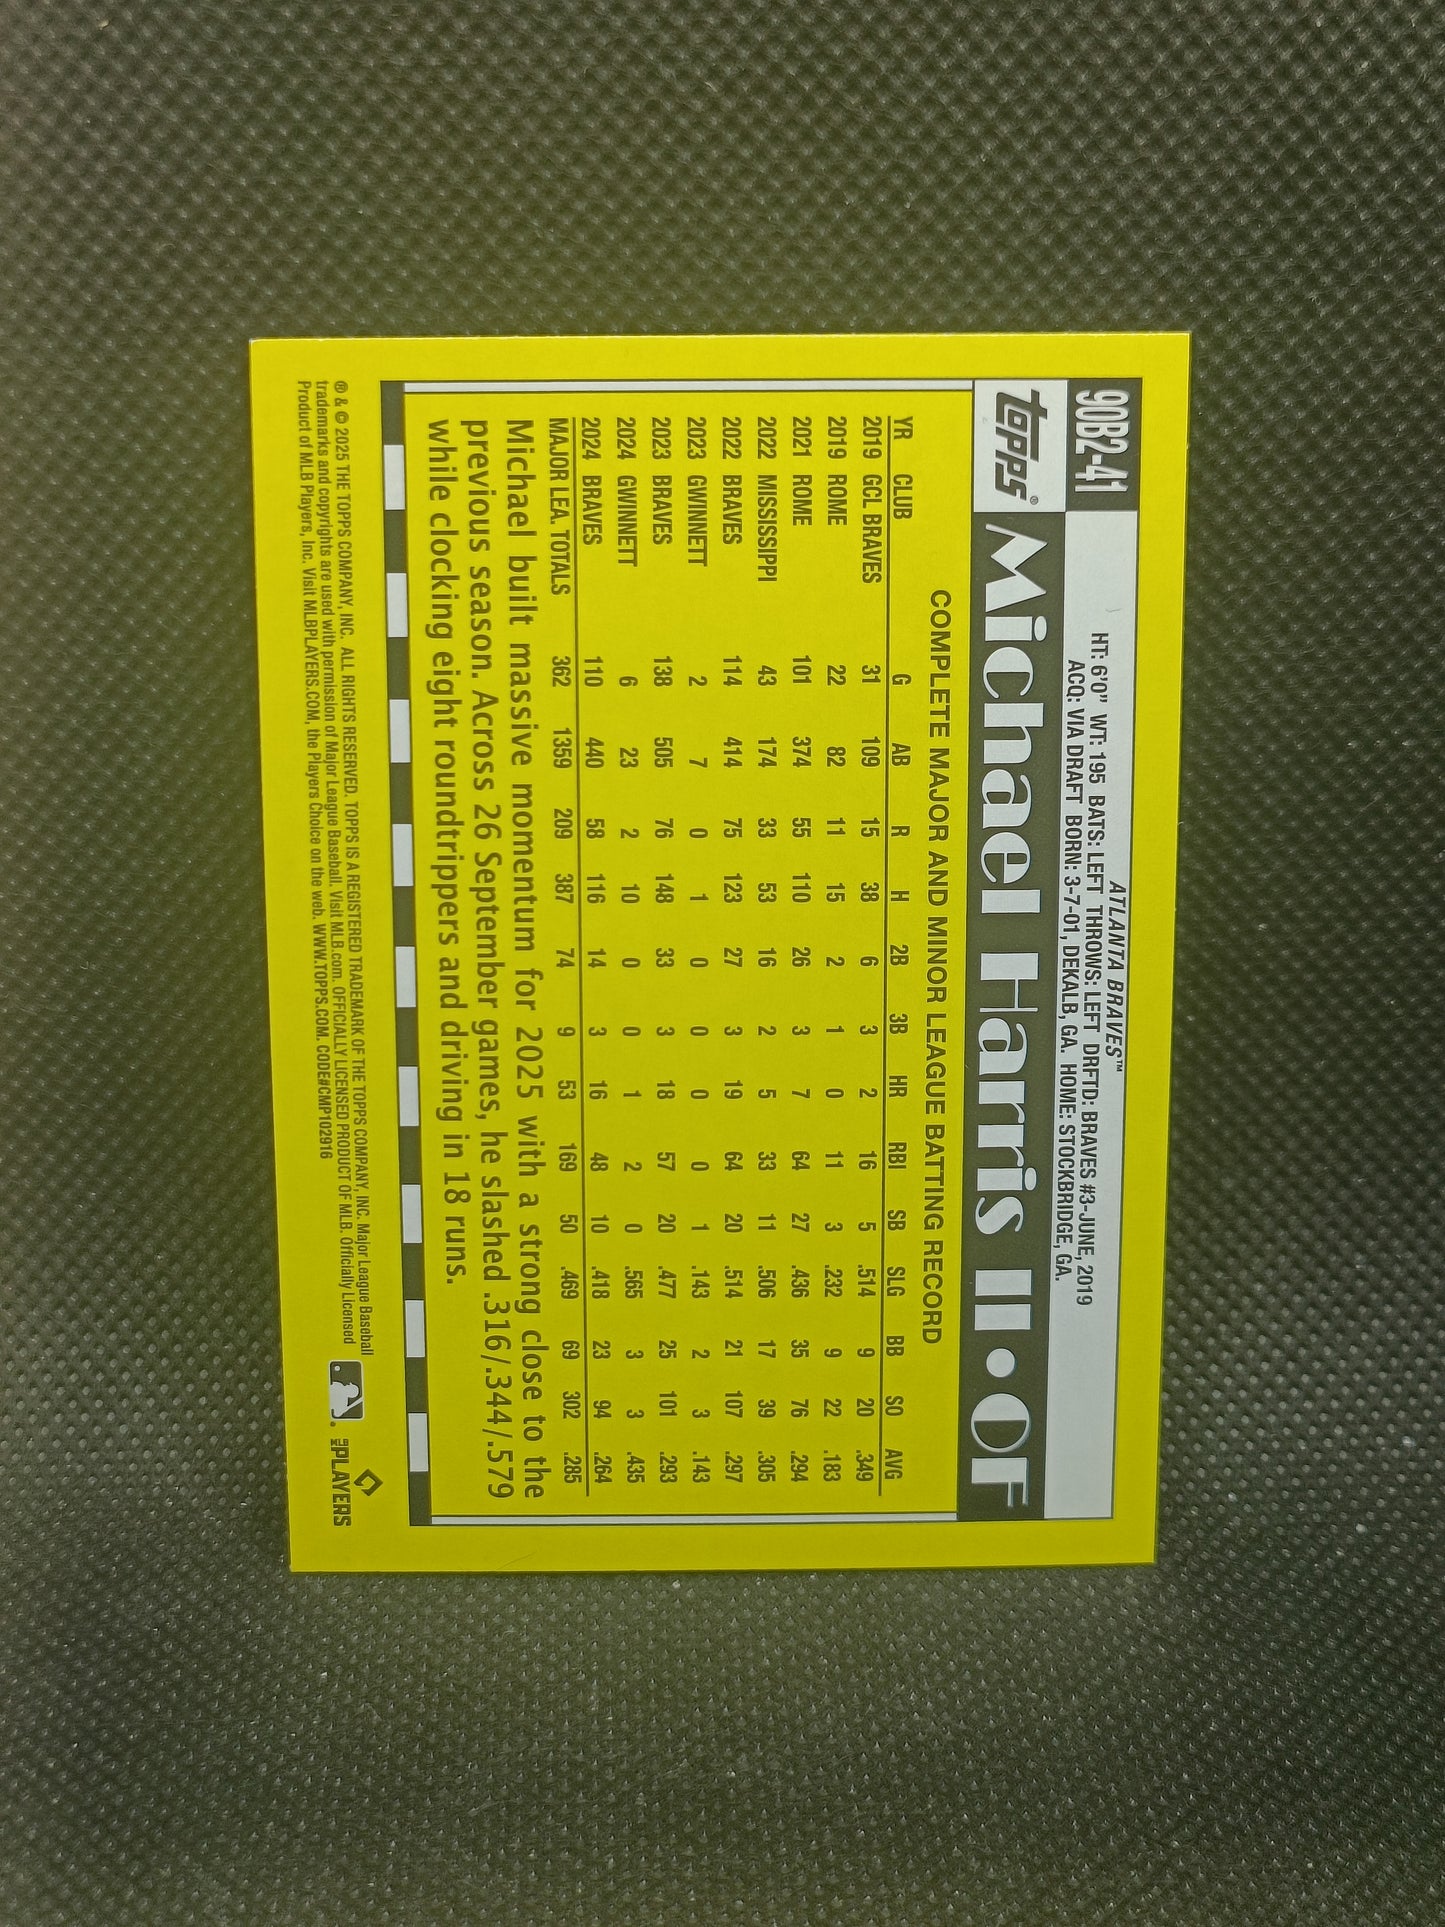 90B2-41
ATLANTA BRAVES™
HT: 6'0" WT: 195 BATS: LEFT THROWS: LEFT DRFTD: BRAVES #3-JUNE, 2019
ACQ: VIA DRAFT BORN: 3-7-01, DEKALB, GA. HOME: STOCKBRIDGE, GA.
Topps® Michael Harris II • OF
COMPLETE MAJOR AND MINOR LEAGUE BATTING RECORD
YR CLUB G AB R H 2B 3B HR RBI SB SLG BB SO AVG
2019 GCL BRAVES 31 109 15 38 6 3 2 16 5 .514 9 20 .349
2019 ROME 22 82 11 15 2 1 0 11 3 .232 9 22 .183
2021 ROME 101 374 55 110 26 3 7 64 27 .436 35 76 .294
2022 MISSISSIPPI 43 174 33 53 16 2 5 33 11 .506 17 39 .305
2022 BRAVES 114 414 75 123 27 3 19 64 20 .514 21 107 .297
2023 GWINNETT 2 7 0 1 0 0 0 0 1 .143 2 3 .143
2023 BRAVES 138 505 76 148 33 3 18 57 20 .477 25 101 .293
2024 GWINNETT 6 23 2 10 0 0 1 2 0 .565 3 3 .435
2024 BRAVES 110 440 58 116 14 3 16 48 10 .418 23 94 .264
MAJOR LEA. TOTALS 362 1359 209 387 74 9 53 169 50 .469 69 302 .285
Michael built massive momentum for 2025 with a strong close to the
previous season. Across 26 September games, he slashed .316/.344/.579
while clocking eight roundtrippers and driving in 18 runs.
® & © 2025 THE TOPPS COMPANY, INC. ALL RIGHTS RESERVED. TOPPS IS A REGISTERED TRADEMARK OF THE TOPPS COMPANY, INC. Major League Baseball
trademarks and copyrights are used with permission of Major League Baseball. Visit MLB.com. OFFICIALLY LICENSED PRODUCT OF MLB. Officially Licensed
Product of MLB Players, Inc. Visit MLBPLAYERS.COM, the Players Choice on the web. WWW.TOPPS.COM. CODE#CMP102916
MLB PLAYERS